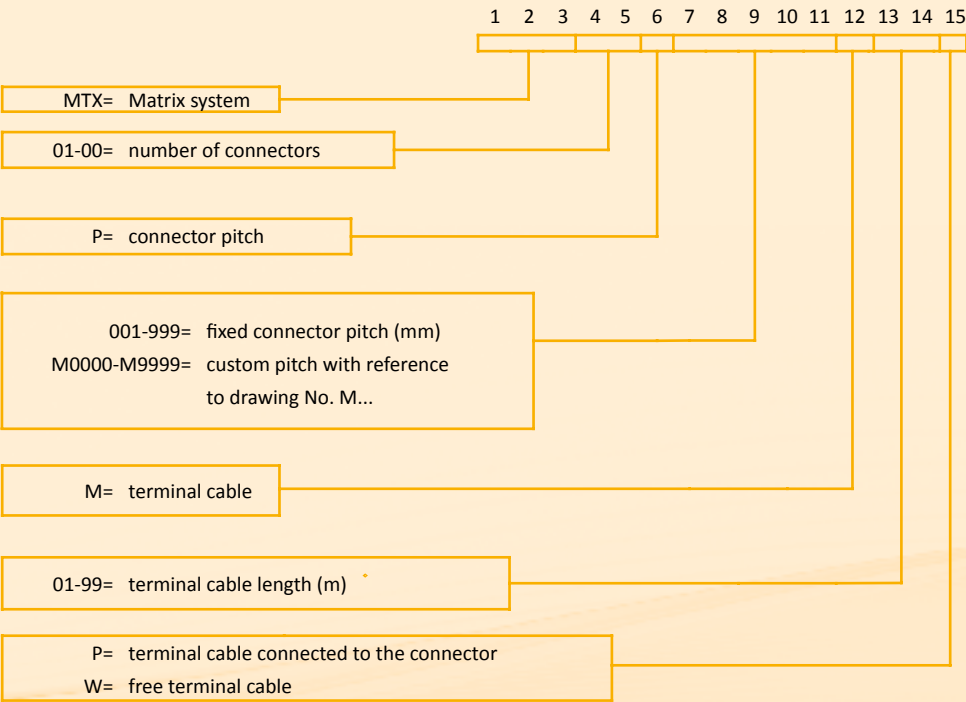 1 2 3 4 5 6 7 8 9 10 11 12 13 14 15
MTX= Matrix system
01-00= number of connectors
P= connector pitch
001-999= fixed connector pitch (mm)
M0000-M9999= custom pitch with reference
to drawing No. M...
M= terminal cable
01-99= terminal cable length (m)
P= terminal cable connected to the connector
W= free terminal cable